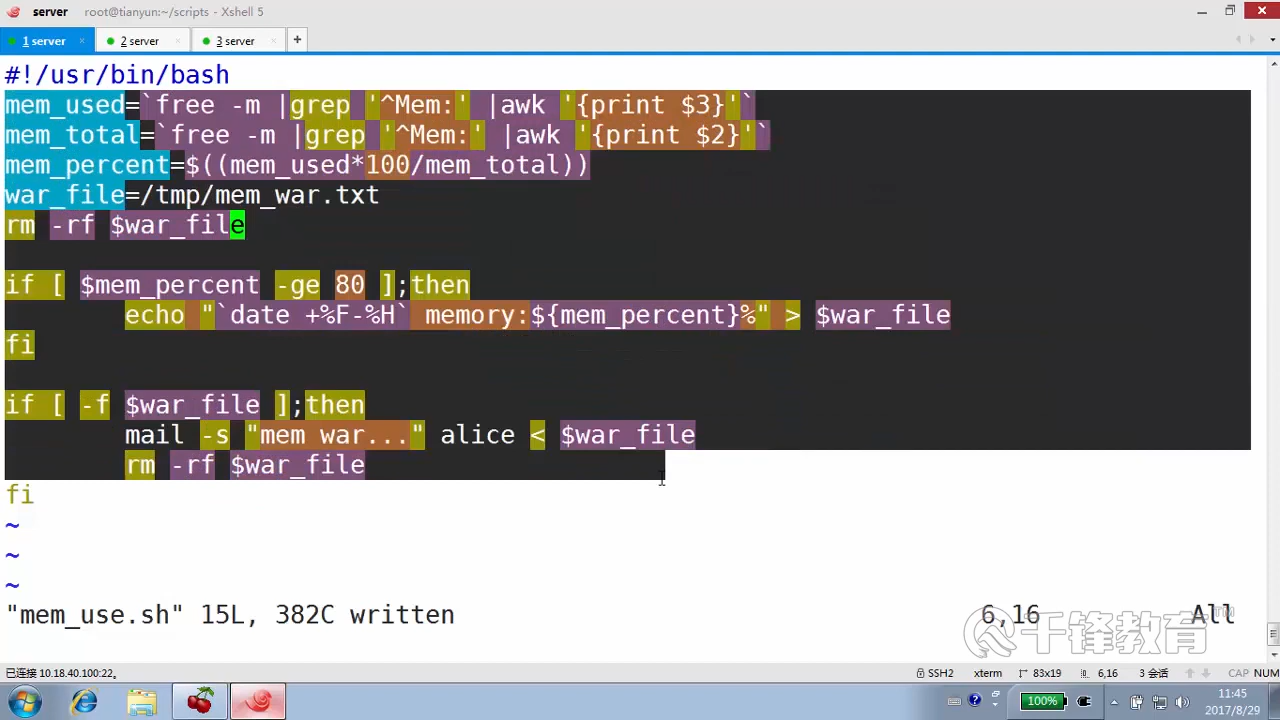 server root@tianyun:~/scripts - Xshell 5
1 server × 2 server × 3 server × +
#!/usr/bin/bash
mem_used=`free -m |grep '^Mem:' |awk '{print $3}'`
mem_total=`free -m |grep '^Mem:' |awk '{print $2}'`
mem_percent=$((mem_used*100/mem_total))
war_file=/tmp/mem_war.txt
rm -rf $war_file
if [ $mem_percent -ge 80 ];then
echo "`date +%F-%H` memory:${mem_percent}%" > $war_file
fi
if [ -f $war_file ];then
mail -s "mem war..." alice < $war_file
rm -rf $war_file
fi
~
~
~
"mem_use.sh" 15L, 382C written 6,16 All
千锋教育 TM
已连接 10.18.40.100:22。 SSH2 xterm 83x19 6,16 3 会话 CAP NUM
100% 11:45
2017/8/29